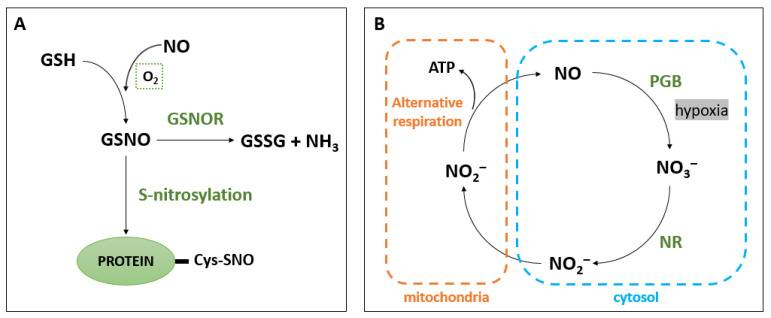 A
GSH
NO
O₂
GSNOR
GSNO
GSSG + NH₃
S-nitrosylation
PROTEIN
Cys-SNO
B
ATP
NO
PGB
Alternative
respiration
hypoxia
NO₂⁻
NO₃⁻
NR
NO₂⁻
mitochondria
cytosol